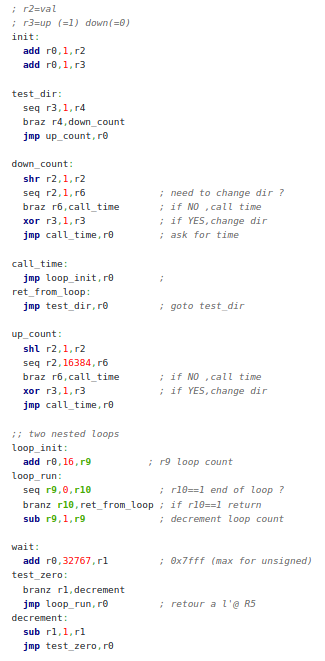 ; r2=val
; r3=up (=1) down(=0)
init:
add r0,1,r2
add r0,1,r3
test_dir:
seq r3,1,r4
braz r4,down_count
jmp up_count,r0
down_count:
shr r2,1,r2
seq r2,1,r6 ; need to change dir ?
braz r6,call_time ; if NO ,call time
xor r3,1,r3 ; if YES,change dir
jmp call_time,r0 ; ask for time
call_time:
jmp loop_init,r0 ;
ret_from_loop:
jmp test_dir,r0 ; goto test_dir
up_count:
shl r2,1,r2
seq r2,16384,r6
braz r6,call_time ; if NO ,call time
xor r3,1,r3 ; if YES,change dir
jmp call_time,r0
;; two nested loops
loop_init:
add r0,16,r9 ; r9 loop count
loop_run:
seq r9,0,r10 ; r10==1 end of loop ?
branz r10,ret_from_loop ; if r10==1 return
sub r9,1,r9 ; decrement loop count
wait:
add r0,32767,r1 ; 0x7fff (max for unsigned)
test_zero:
branz r1,decrement
jmp loop_run,r0 ; retour a l'@ R5
decrement:
sub r1,1,r1
jmp test_zero,r0